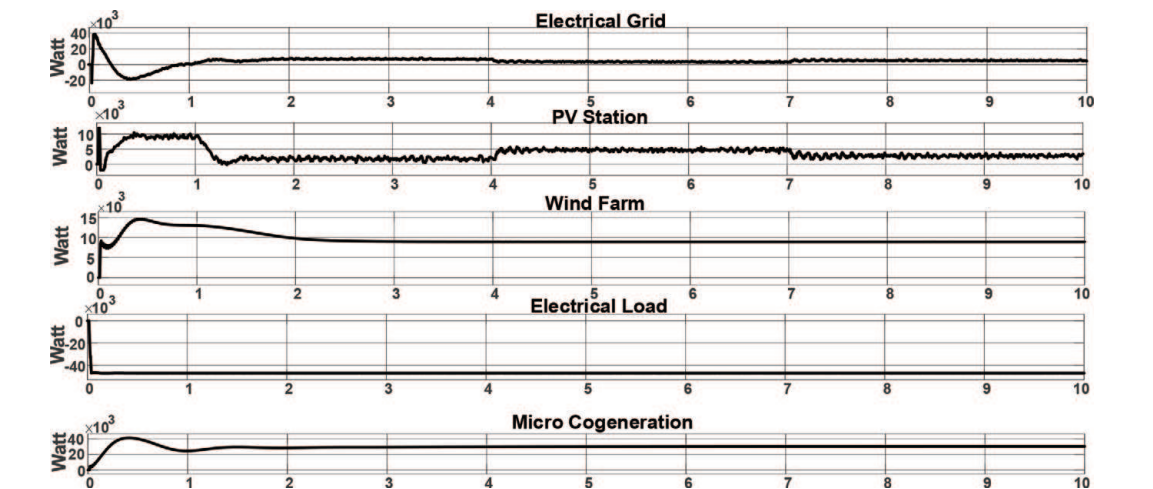 Electrical Grid
×10³
Watt
40
20
0
-20
0 1 2 3 4 5 6 7 8 9 10
PV Station
×10³
Watt
10
5
0
0 1 2 3 4 5 6 7 8 9 10
Wind Farm
×10³
Watt
15
10
5
0
0 1 2 3 4 5 6 7 8 9 10
Electrical Load
×10³
Watt
0
-20
-40
0 1 2 3 4 5 6 7 8 9 10
Micro Cogeneration
×10³
Watt
40
20
0
0 1 2 3 4 5 6 7 8 9 10